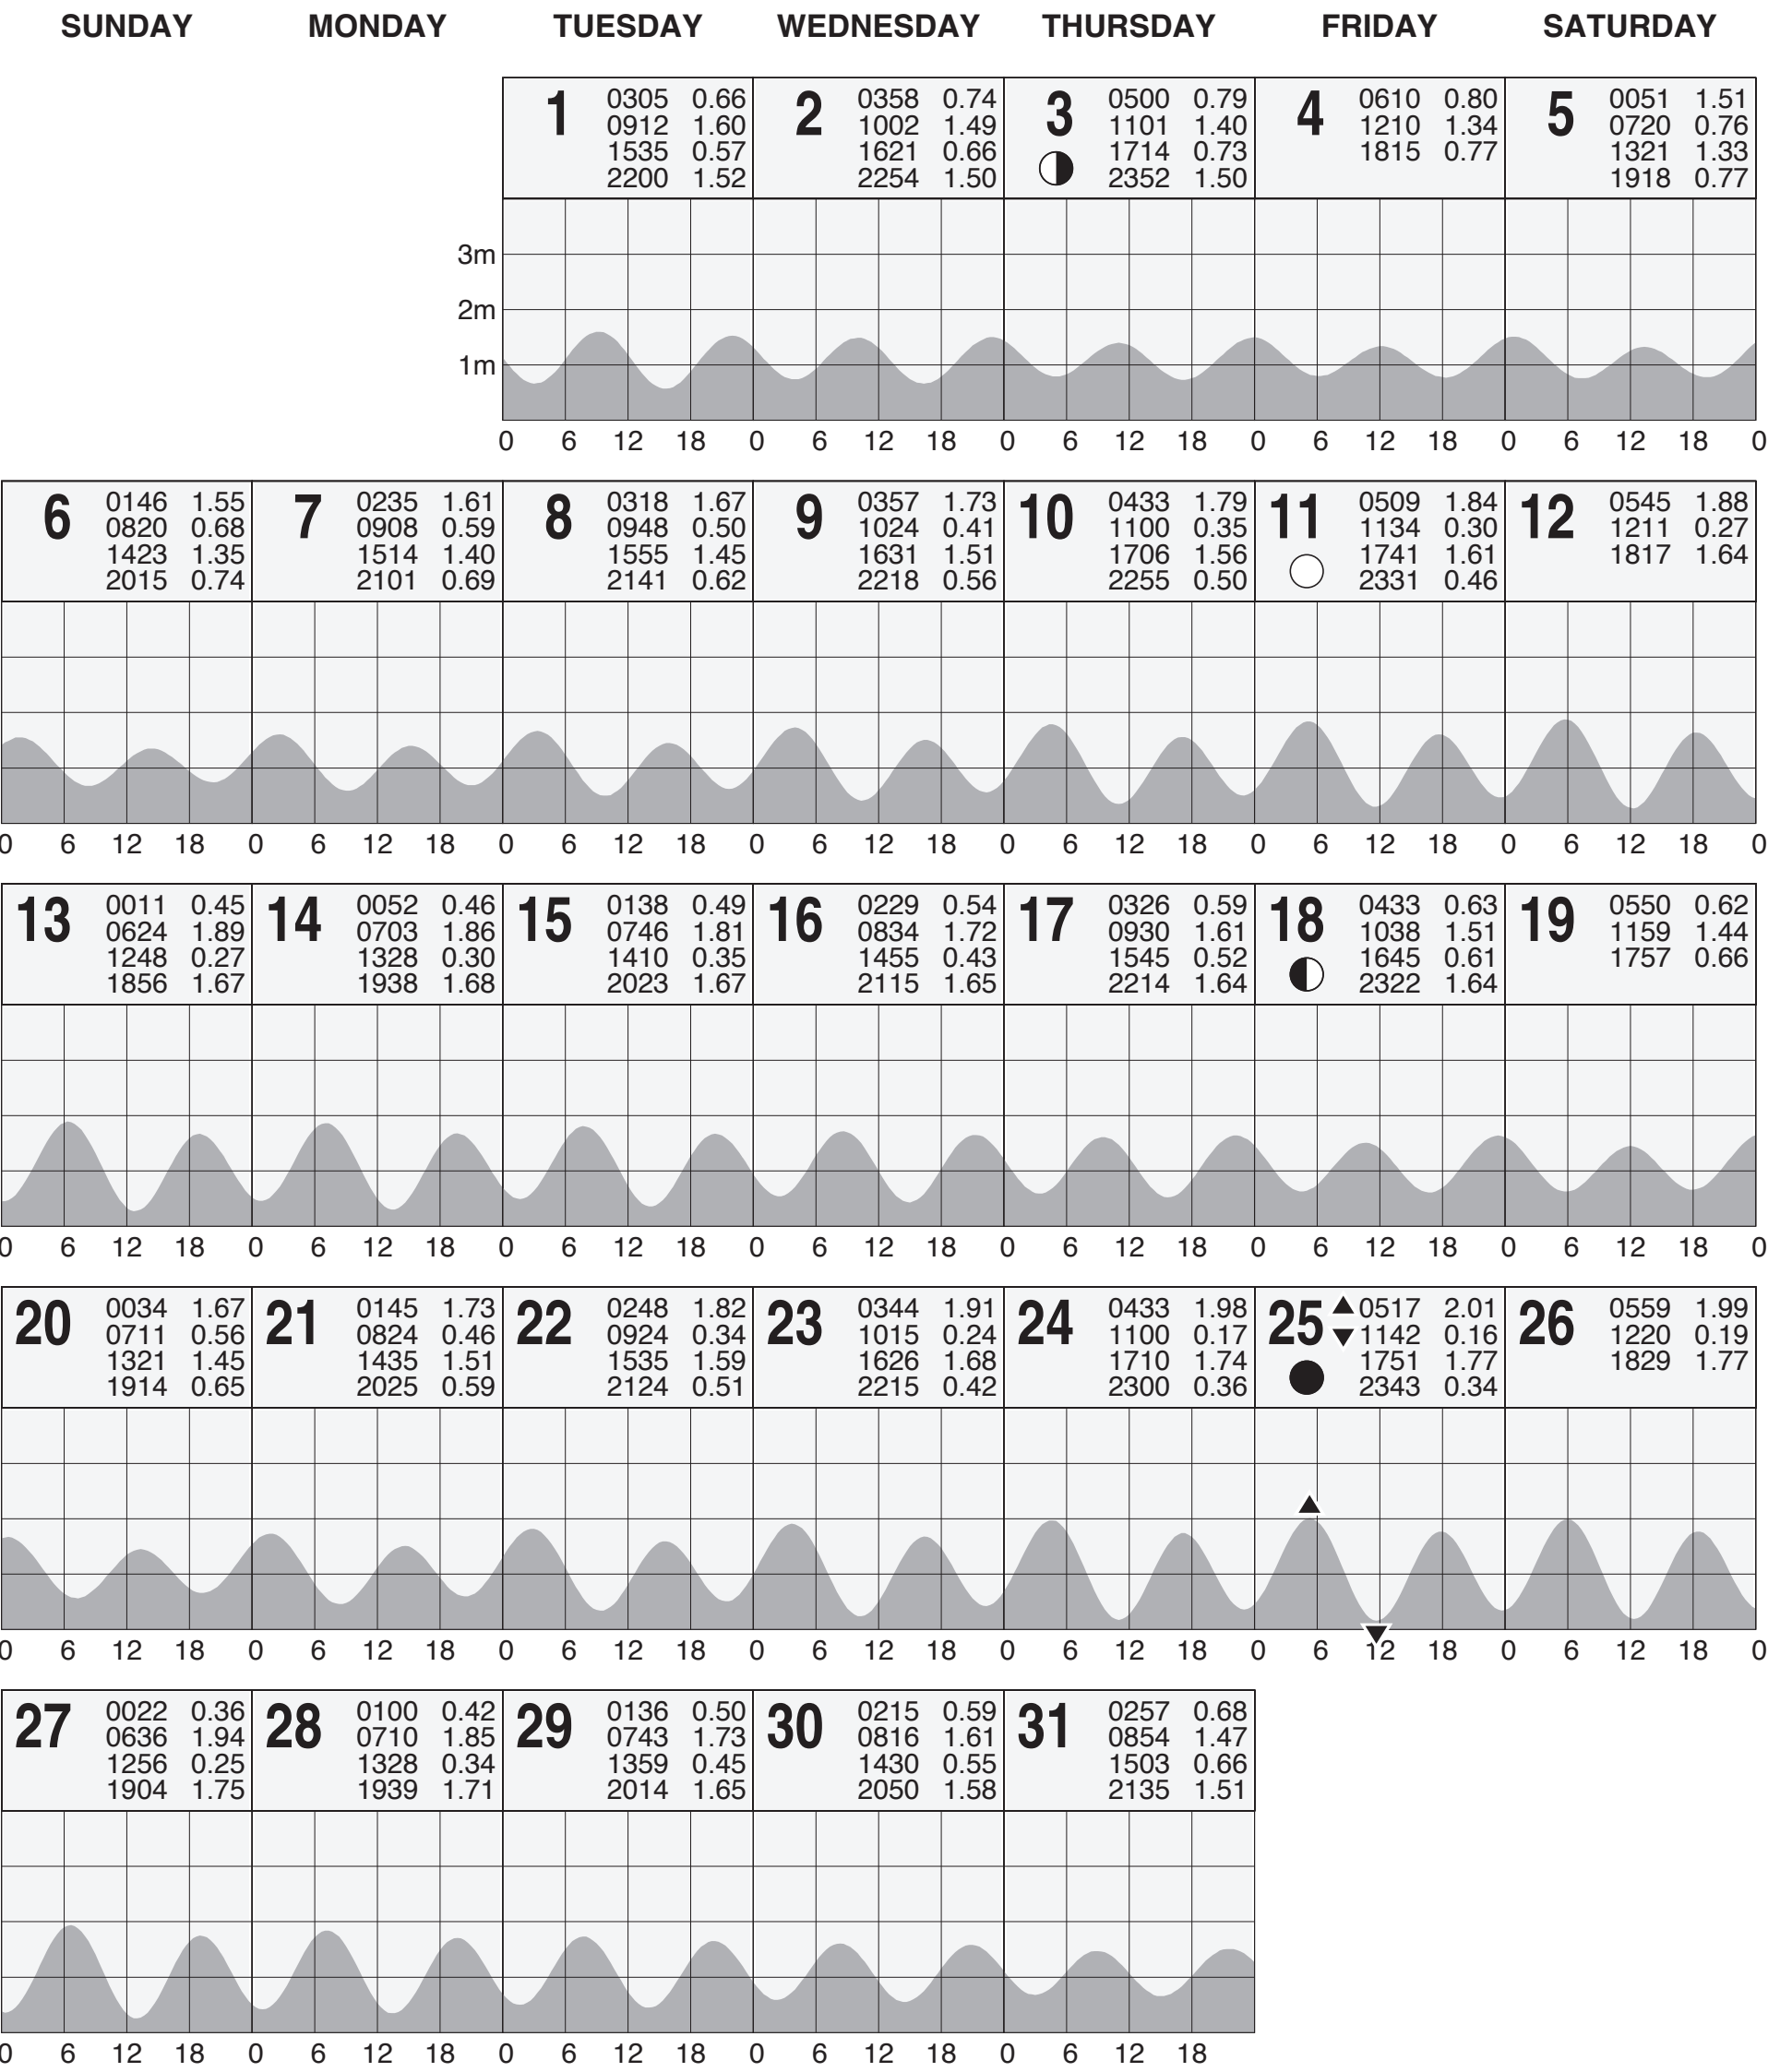 SUNDAY MONDAY TUESDAY WEDNESDAY THURSDAY FRIDAY SATURDAY
1 0305 0.66 2 0358 0.74 3 0500 0.79 4 0610 0.80 5 0051 1.51
0912 1.60 1002 1.49 1101 1.40 1210 1.34 0720 0.76
1535 0.57 1621 0.66 1714 0.73 1815 0.77 1321 1.33
2200 1.52 2254 1.50 2352 1.50 1918 0.77
3m
2m
1m
0 6 12 18 0 6 12 18 0 6 12 18 0 6 12 18 0 6 12 18 0
6 0146 1.55 7 0235 1.61 8 0318 1.67 9 0357 1.73 10 0433 1.79 11 0509 1.84 12 0545 1.88
0820 0.68 0908 0.59 0948 0.50 1024 0.41 1100 0.35 1134 0.30 1211 0.27
1423 1.35 1514 1.40 1555 1.45 1631 1.51 1706 1.56 1741 1.61 1817 1.64
2015 0.74 2101 0.69 2141 0.62 2218 0.56 2255 0.50 2331 0.46
0 6 12 18 0 6 12 18 0 6 12 18 0 6 12 18 0 6 12 18 0 6 12 18 0 6 12 18 0
13 0011 0.45 14 0052 0.46 15 0138 0.49 16 0229 0.54 17 0326 0.59 18 0433 0.63 19 0550 0.62
0624 1.89 0703 1.86 0746 1.81 0834 1.72 0930 1.61 1038 1.51 1159 1.44
1248 0.27 1328 0.30 1410 0.35 1455 0.43 1545 0.52 1645 0.61 1757 0.66
1856 1.67 1938 1.68 2023 1.67 2115 1.65 2214 1.64 2322 1.64
0 6 12 18 0 6 12 18 0 6 12 18 0 6 12 18 0 6 12 18 0 6 12 18 0 6 12 18 0
20 0034 1.67 21 0145 1.73 22 0248 1.82 23 0344 1.91 24 0433 1.98 25 0517 2.01 26 0559 1.99
0711 0.56 0824 0.46 0924 0.34 1015 0.24 1100 0.17 1142 0.16 1220 0.19
1321 1.45 1435 1.51 1535 1.59 1626 1.68 1710 1.74 1751 1.77 1829 1.77
1914 0.65 2025 0.59 2124 0.51 2215 0.42 2300 0.36 2343 0.34
0 6 12 18 0 6 12 18 0 6 12 18 0 6 12 18 0 6 12 18 0 6 12 18 0 6 12 18 0
27 0022 0.36 28 0100 0.42 29 0136 0.50 30 0215 0.59 31 0257 0.68
0636 1.94 0710 1.85 0743 1.73 0816 1.61 0854 1.47
1256 0.25 1328 0.34 1359 0.45 1430 0.55 1503 0.66
1904 1.75 1939 1.71 2014 1.65 2050 1.58 2135 1.51
0 6 12 18 0 6 12 18 0 6 12 18 0 6 12 18 0 6 12 18